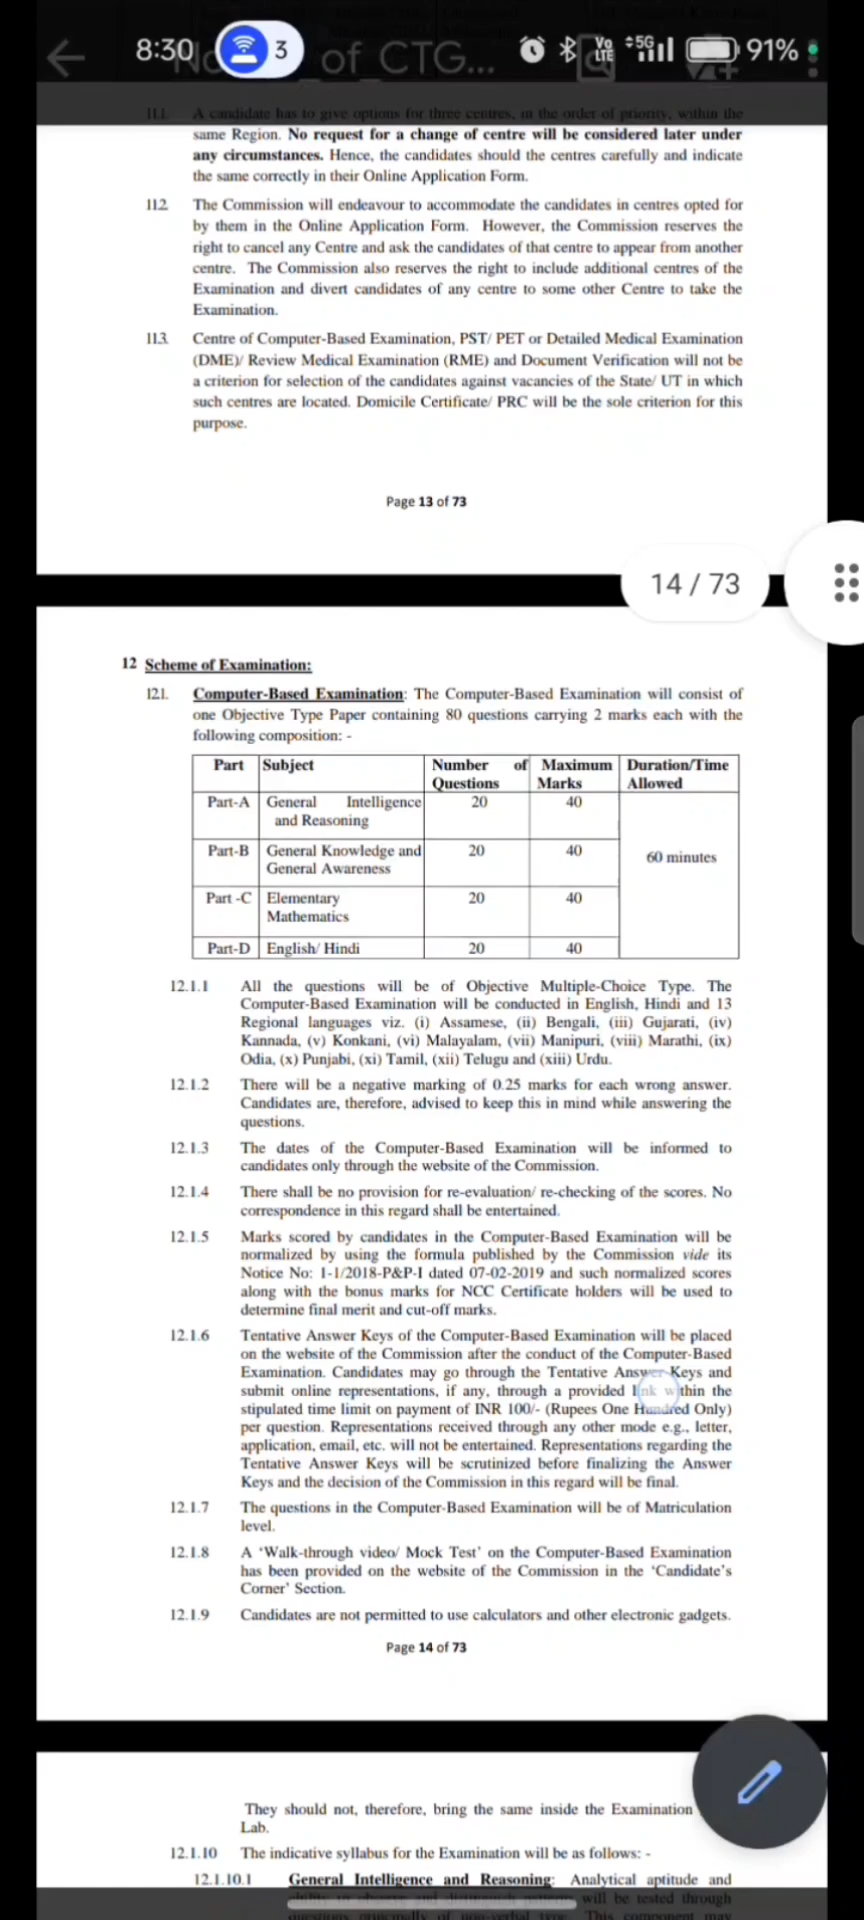 8:30
3
of_CTG...
Vo
LTE
5G
91%
11.1. A candidate has to give options for three centres, in the order of priority, within the
same Region. No request for a change of centre will be considered later under
any circumstances. Hence, the candidates should the centres carefully and indicate
the same correctly in their Online Application Form.
11.2 The Commission will endeavour to accommodate the candidates in centres opted for
by them in the Online Application Form. However, the Commission reserves the
right to cancel any Centre and ask the candidates of that centre to appear from another
centre. The Commission also reserves the right to include additional centres of the
Examination and divert candidates of any centre to some other Centre to take the
Examination.
11.3. Centre of Computer-Based Examination, PST/ PET or Detailed Medical Examination
(DME)/ Review Medical Examination (RME) and Document Verification will not be
a criterion for selection of the candidates against vacancies of the State/ UT in which
such centres are located. Domicile Certificate/ PRC will be the sole criterion for this
purpose.
Page 13 of 73
14 / 73
12 Scheme of Examination:
12.1. Computer-Based Examination: The Computer-Based Examination will consist of
one Objective Type Paper containing 80 questions carrying 2 marks each with the
following composition: -
Part Subject Number of Maximum Duration/Time
Questions Marks Allowed
Part-A General Intelligence 20 40
and Reasoning
Part-B General Knowledge and 20 40 60 minutes
General Awareness
Part -C Elementary 20 40
Mathematics
Part-D English/ Hindi 20 40
12.1.1 All the questions will be of Objective Multiple-Choice Type. The
Computer-Based Examination will be conducted in English, Hindi and 13
Regional languages viz. (i) Assamese, (ii) Bengali, (iii) Gujarati, (iv)
Kannada, (v) Konkani, (vi) Malayalam, (vii) Manipuri, (viii) Marathi, (ix)
Odia, (x) Punjabi, (xi) Tamil, (xii) Telugu and (xiii) Urdu.
12.1.2 There will be a negative marking of 0.25 marks for each wrong answer.
Candidates are, therefore, advised to keep this in mind while answering the
questions.
12.1.3 The dates of the Computer-Based Examination will be informed to
candidates only through the website of the Commission.
12.1.4 There shall be no provision for re-evaluation/ re-checking of the scores. No
correspondence in this regard shall be entertained.
12.1.5 Marks scored by candidates in the Computer-Based Examination will be
normalized by using the formula published by the Commission vide its
Notice No: 1-1/2018-P&P-I dated 07-02-2019 and such normalized scores
along with the bonus marks for NCC Certificate holders will be used to
determine final merit and cut-off marks.
12.1.6 Tentative Answer Keys of the Computer-Based Examination will be placed
on the website of the Commission after the conduct of the Computer-Based
Examination. Candidates may go through the Tentative Answer Keys and
submit online representations, if any, through a provided link within the
stipulated time limit on payment of INR 100/- (Rupees One Hundred Only)
per question. Representations received through any other mode e.g., letter,
application, email, etc. will not be entertained. Representations regarding the
Tentative Answer Keys will be scrutinized before finalizing the Answer
Keys and the decision of the Commission in this regard will be final.
12.1.7 The questions in the Computer-Based Examination will be of Matriculation
level.
12.1.8 A ‘Walk-through video/ Mock Test’ on the Computer-Based Examination
has been provided on the website of the Commission in the ‘Candidate’s
Corner’ Section.
12.1.9 Candidates are not permitted to use calculators and other electronic gadgets.
Page 14 of 73
They should not, therefore, bring the same inside the Examination
Lab.
12.1.10 The indicative syllabus for the Examination will be as follows: -
12.1.10.1 General Intelligence and Reasoning: Analytical aptitude and
will be tested through